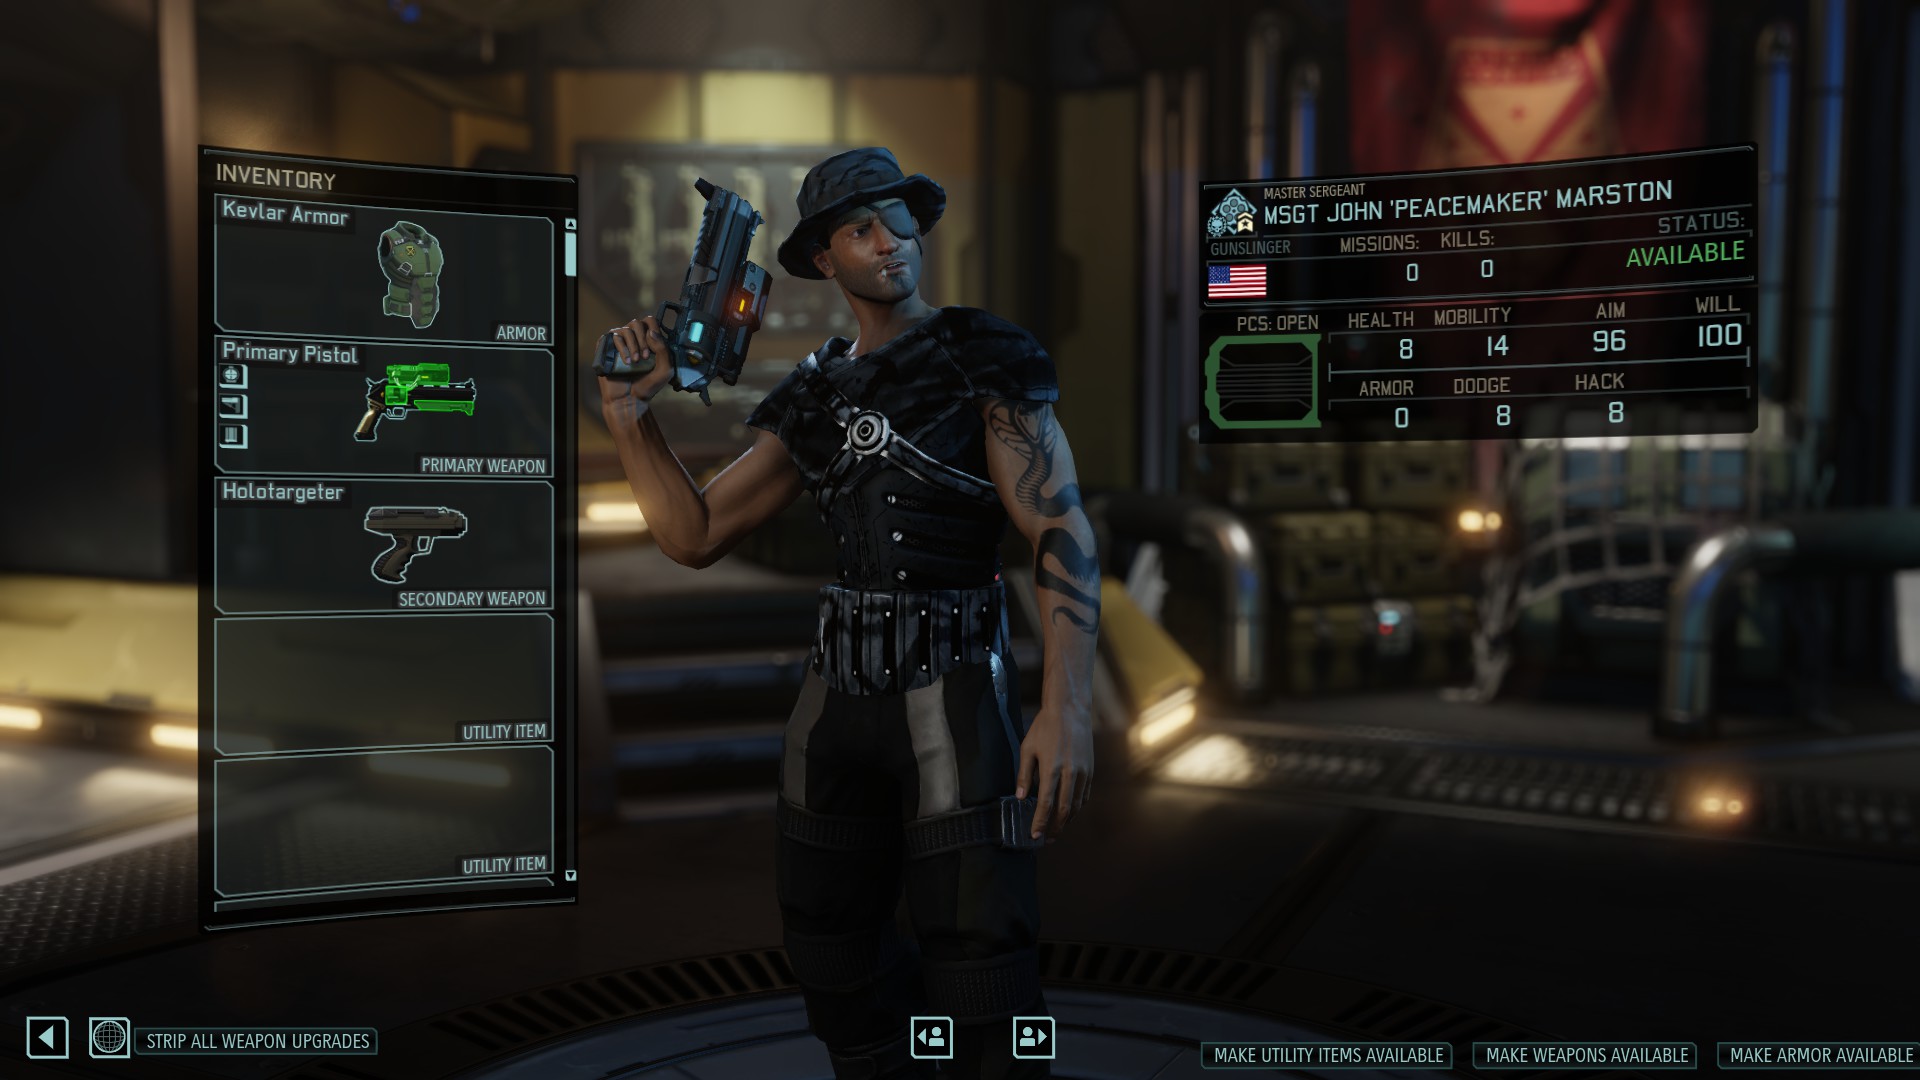 INVENTORY
Kevlar Armor
ARMOR
Primary Pistol
PRIMARY WEAPON
Holotargeter
SECONDARY WEAPON
UTILITY ITEM
UTILITY ITEM
MASTER SERGEANT
MSGT JOHN 'PEACEMAKER' MARSTON
GUNSLINGER
MISSIONS: KILLS: STATUS:
0 0 AVAILABLE
PCS: OPEN HEALTH MOBILITY AIM WILL
8 14 96 100
ARMOR DODGE HACK
0 8 8
STRIP ALL WEAPON UPGRADES
MAKE UTILITY ITEMS AVAILABLE
MAKE WEAPONS AVAILABLE
MAKE ARMOR AVAILABLE